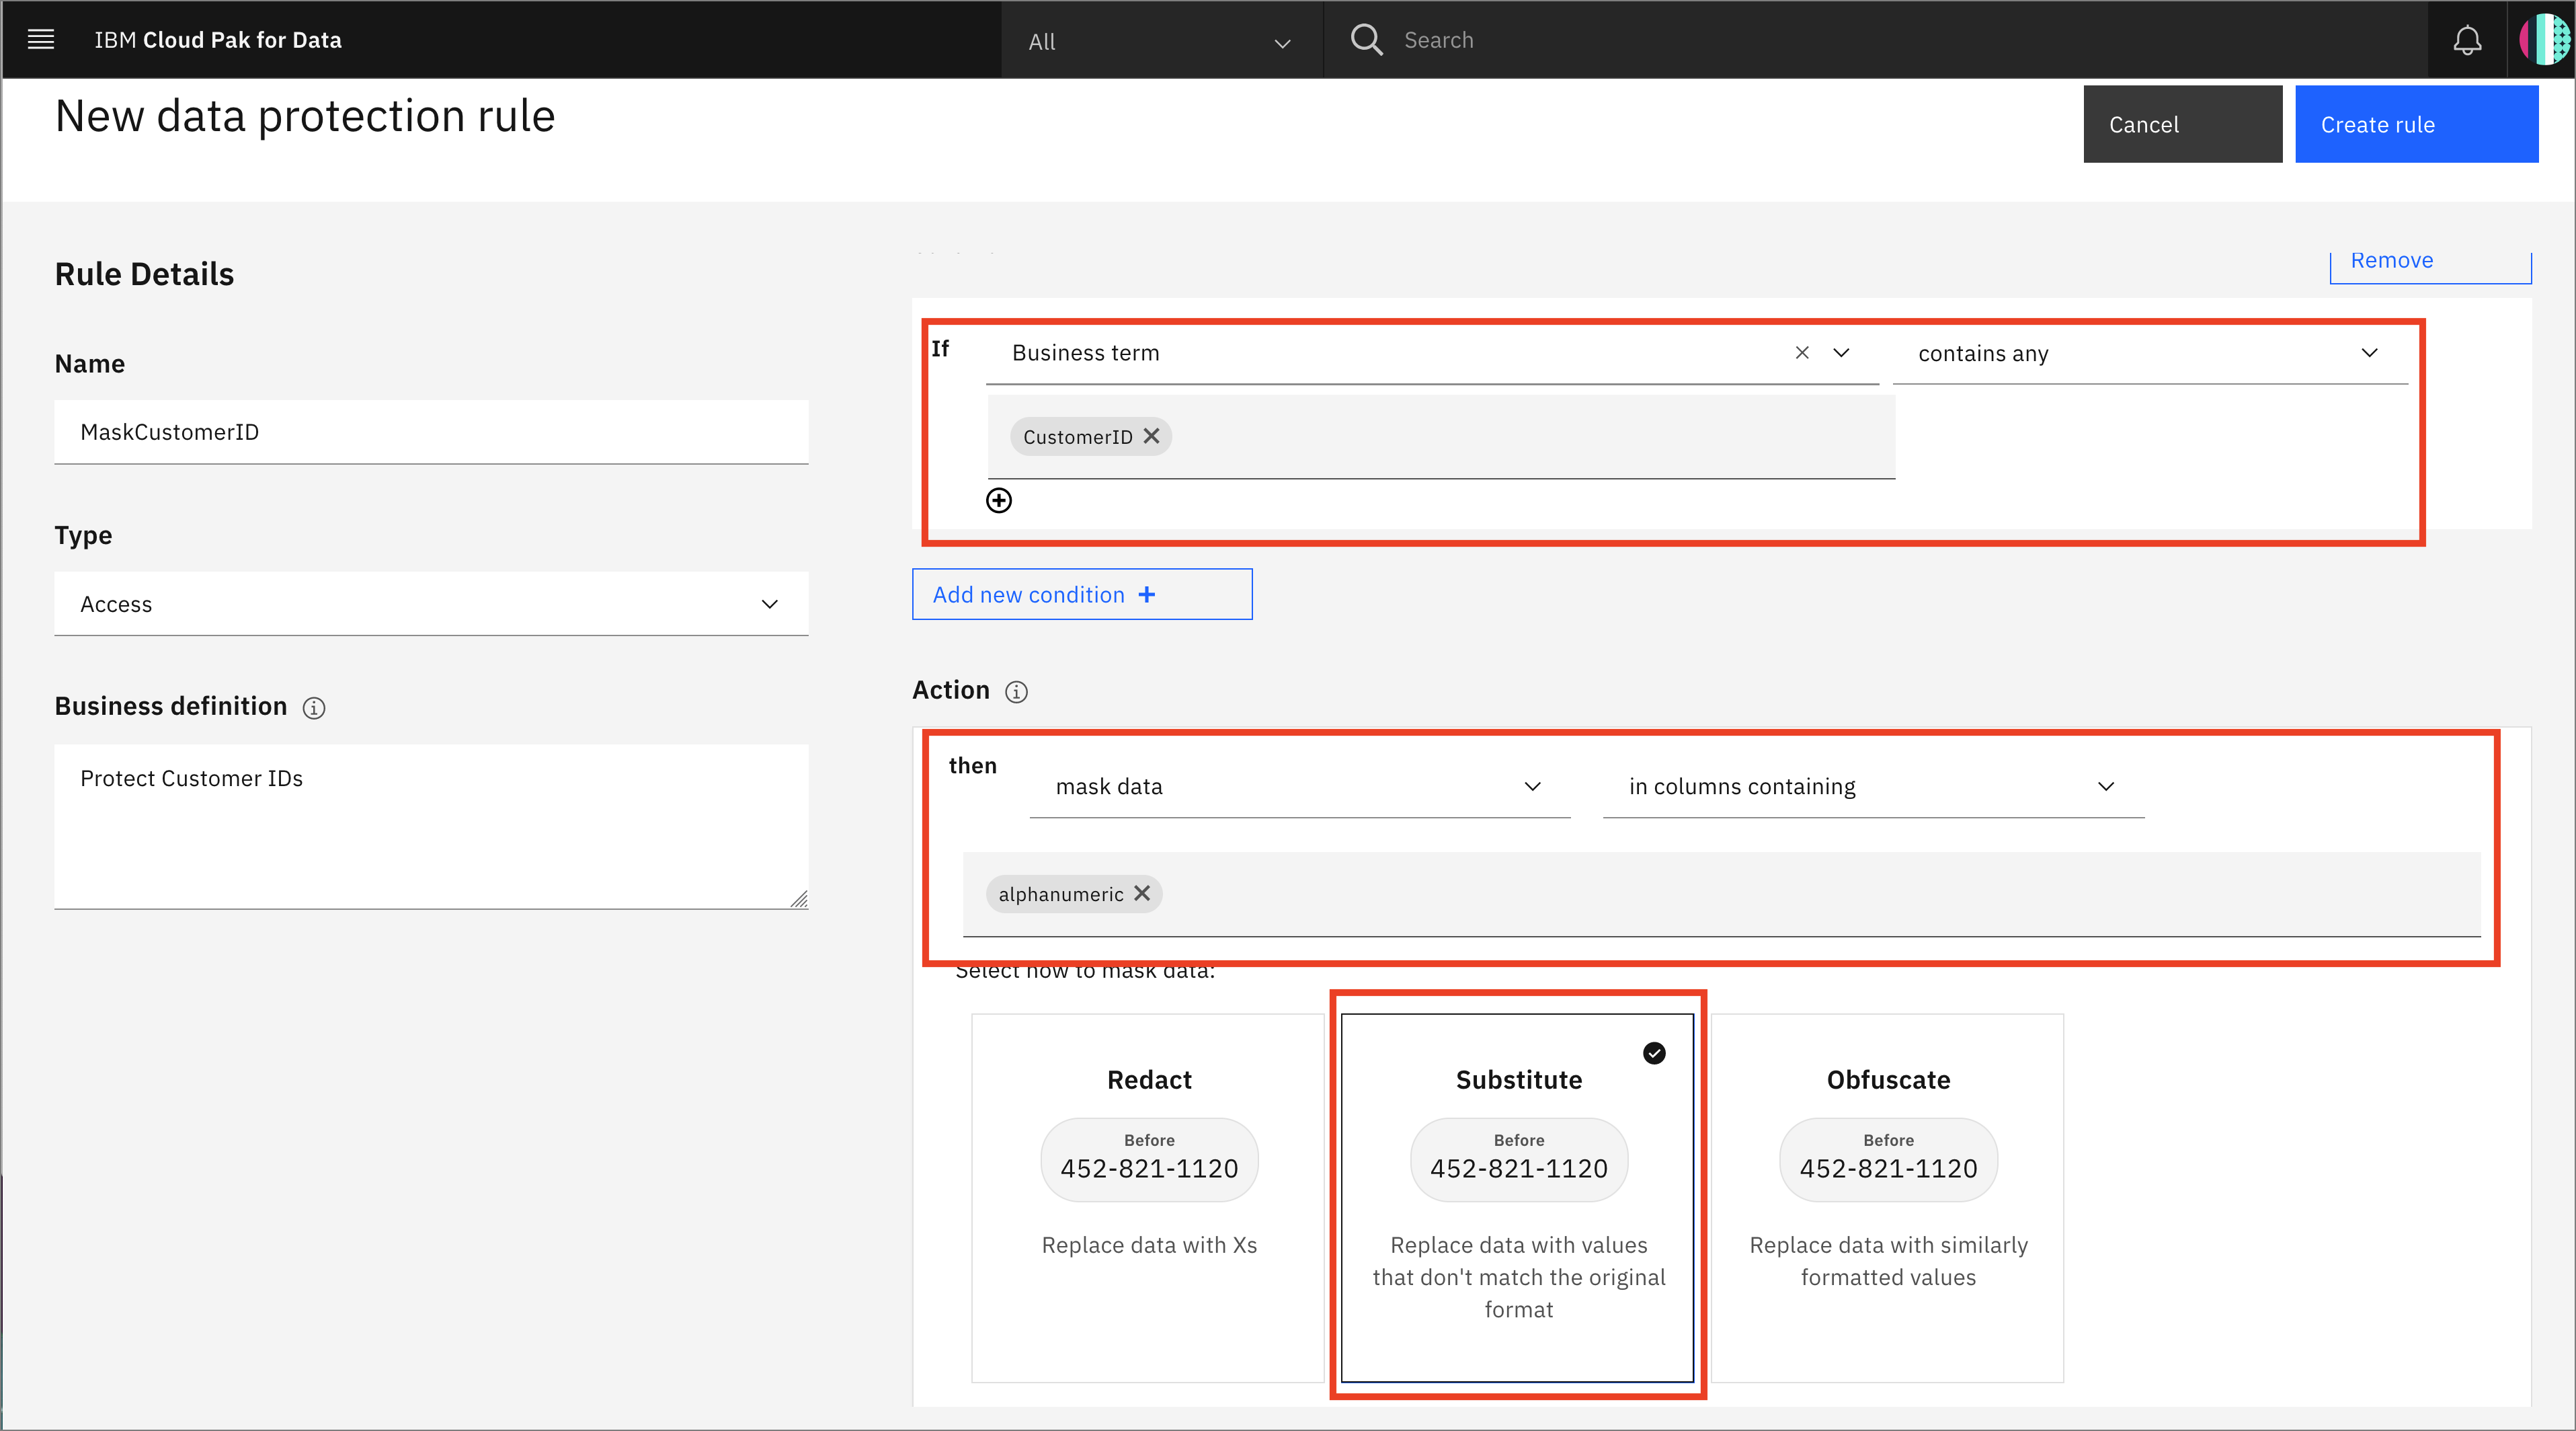 IBM Cloud Pak for Data
All
Search
New data protection rule
Cancel
Create rule
Rule Details
Name
MaskCustomerID
Type
Access
Business definition
Protect Customer IDs
Remove
If
Business term
contains any
CustomerID
Add new condition +
Action
then
mask data
in columns containing
alphanumeric
Select how to mask data:
Redact
Before
452-821-1120
Replace data with Xs
Substitute
Before
452-821-1120
Replace data with values
that don't match the original
format
Obfuscate
Before
452-821-1120
Replace data with similarly
formatted values